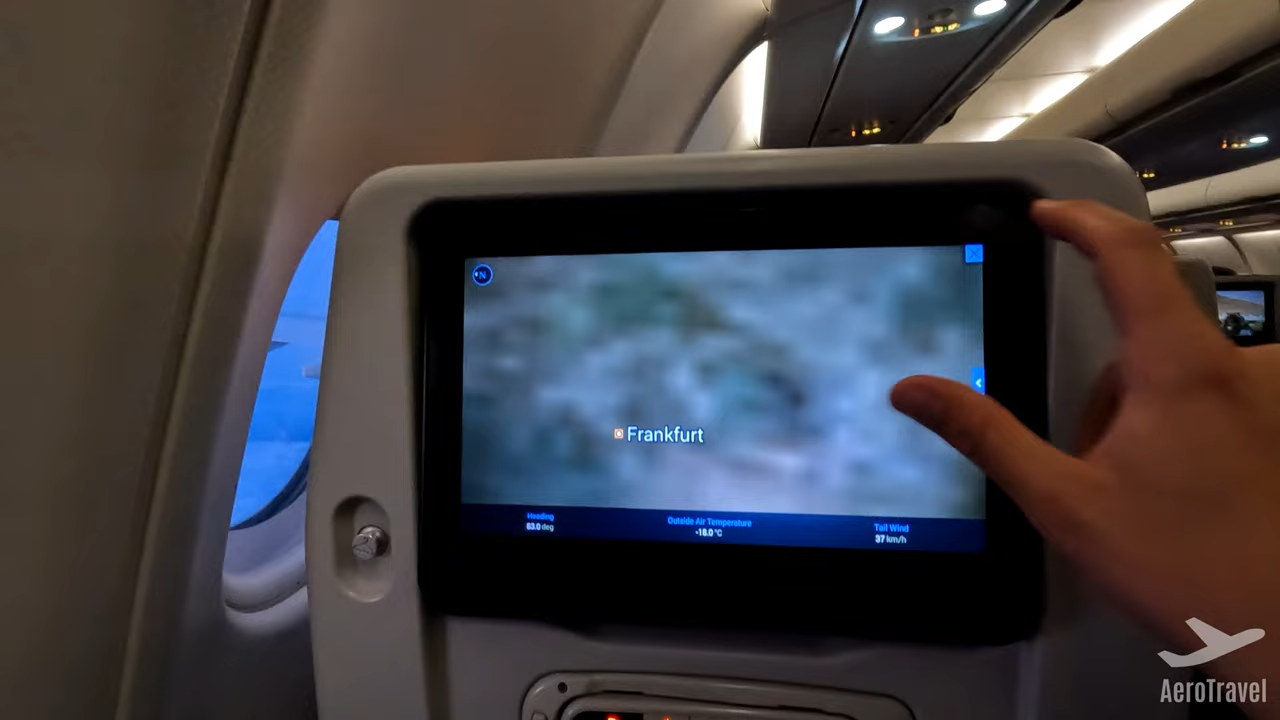 N
Frankfurt
Heading
83.0 deg
Outside Air Temperature
-18.0 °C
Tail Wind
37 km/h
AeroTravel